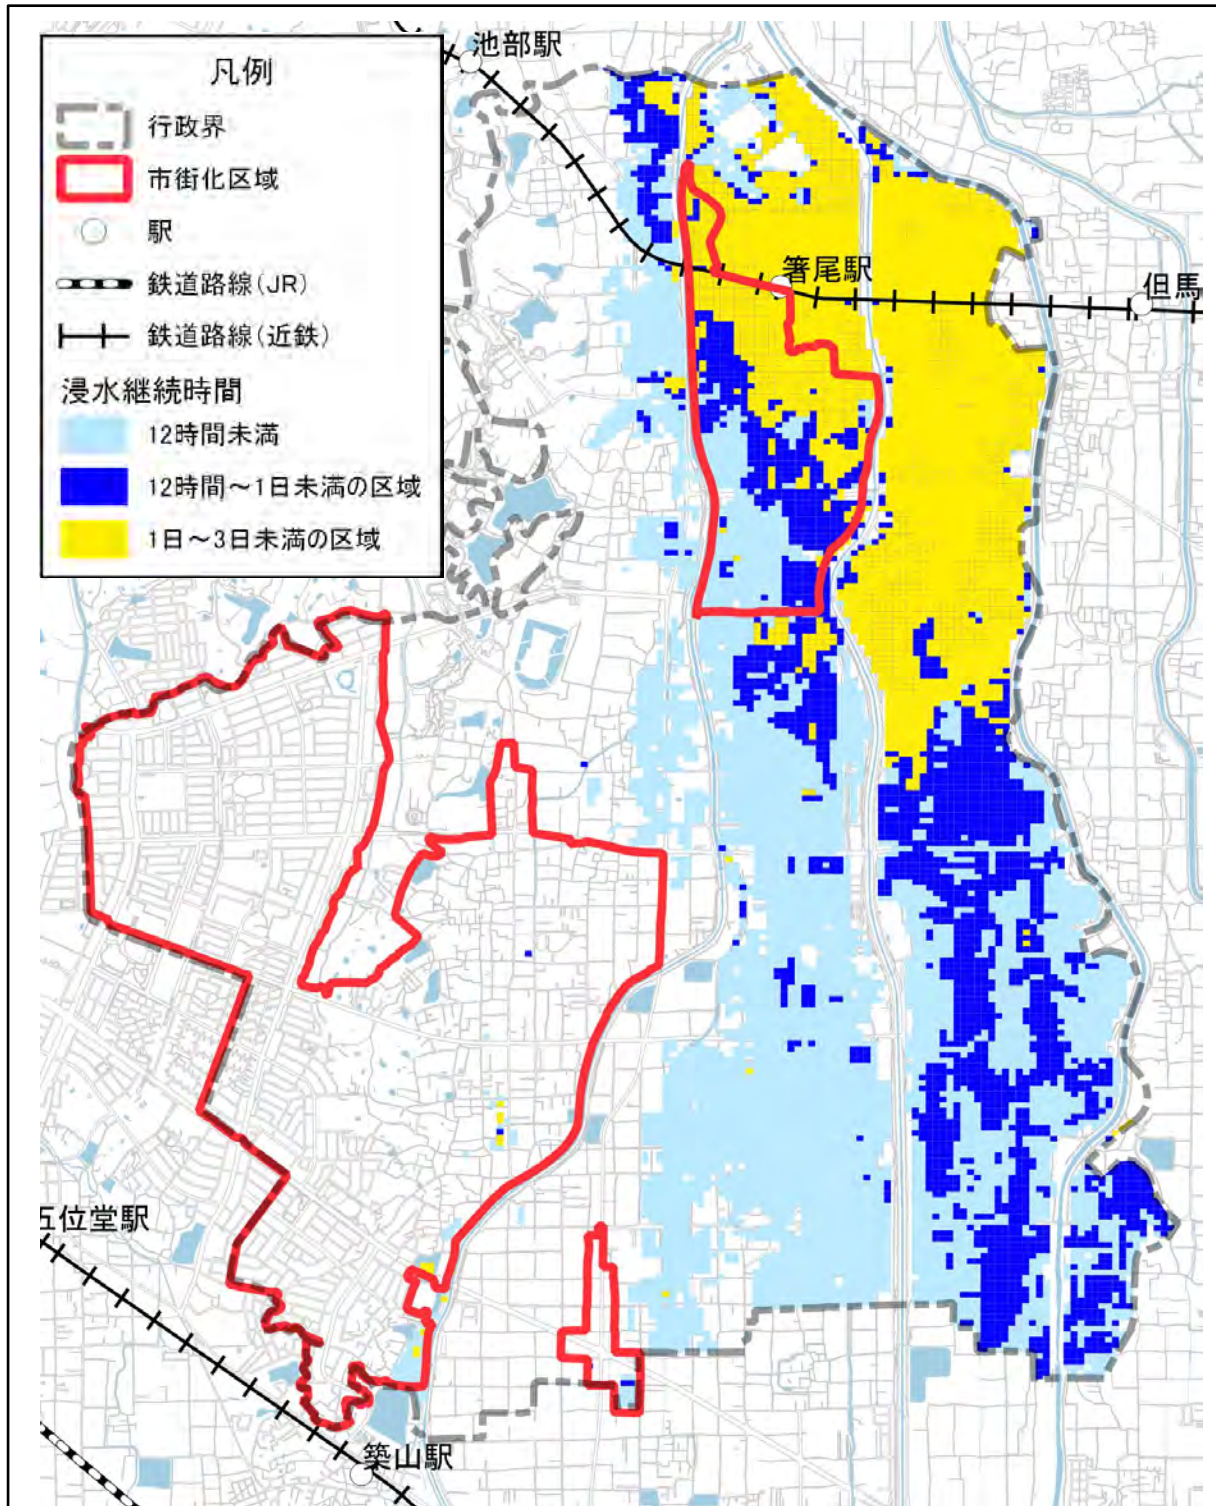 池部駅
凡例
行政界
市街化区域
駅
鉄道路線(JR)
鉄道路線(近鉄)
浸水継続時間
12時間未満
12時間～1日未満の区域
1日～3日未満の区域
箸尾駅
但馬
五位堂駅
築山駅